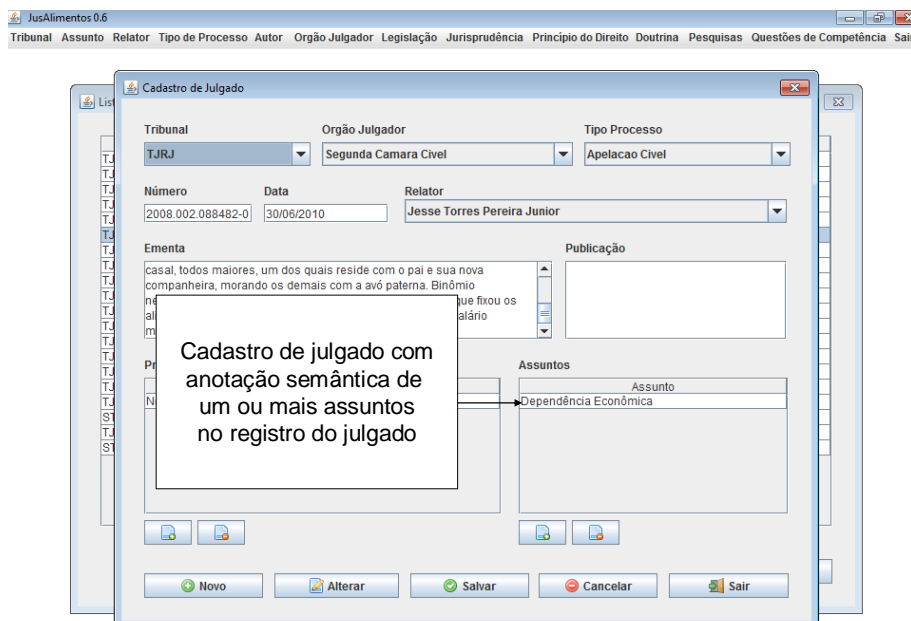 JusAlimentos 0.6
Tribunal Assunto Relator Tipo de Processo Autor Orgão Julgador Legislação Jurisprudência Princípio do Direito Doutrina Pesquisas Questões de Competência Sair
Cadastro de Julgado
Tribunal Orgão Julgador Tipo Processo
TJRJ Segunda Camara Civel Apelacao Civel
Número Data Relator
2008.002.088482-0 30/06/2010 Jesse Torres Pereira Junior
Ementa Publicação
casal, todos maiores, um dos quais reside com o pai e sua nova
companheira, morando os demais com a avó paterna. Binômio
que fixou os
Cadastro de julgado com
anotação semântica de
um ou mais assuntos
no registro do julgado
Assuntos
Assunto
Dependência Econômica
Novo Alterar Salvar Cancelar Sair